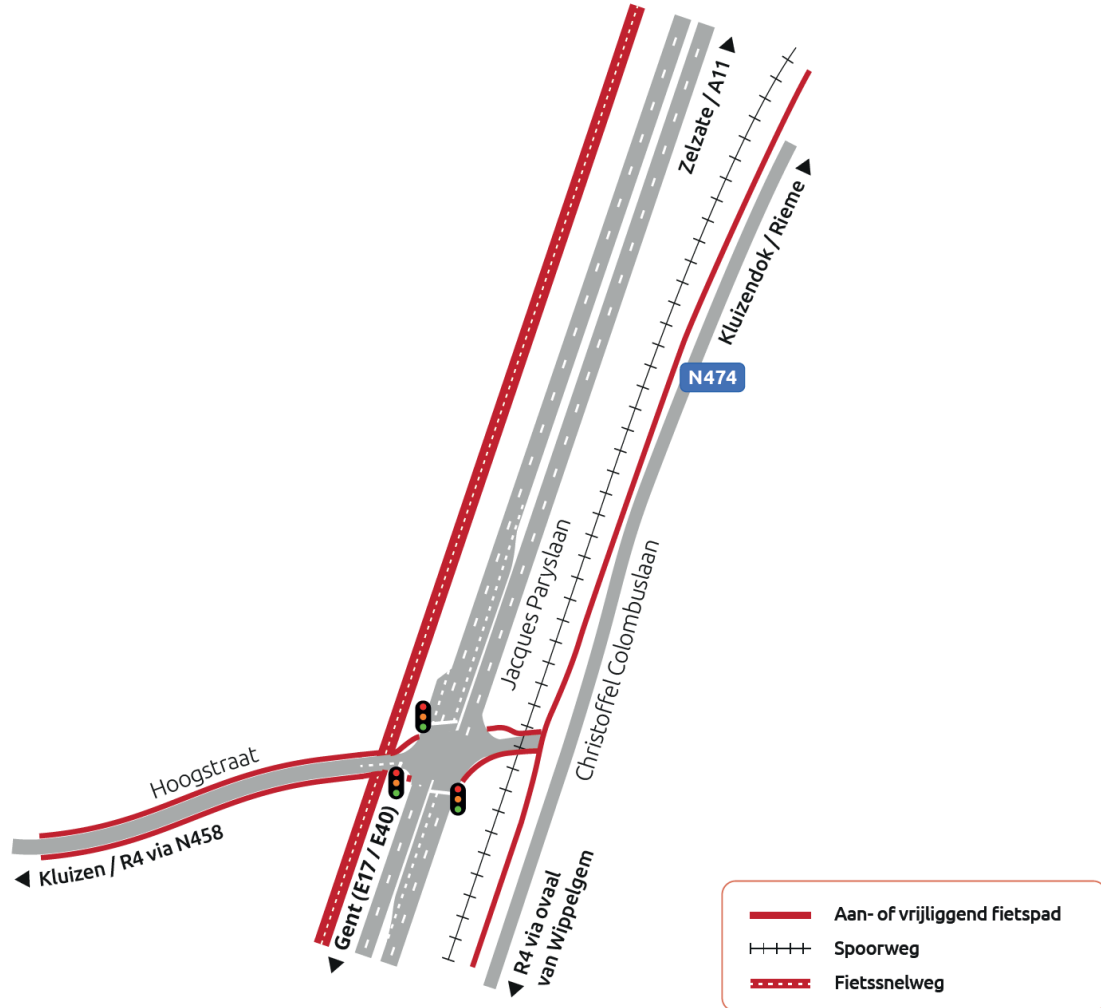 Zelzate / A11
Kluizendok / Rieme
N474
Jacques Paryslaan
Christoffel Colombuslaan
Hoogstraat
Kluizen / R4 via N458
Gent (E17 / E40)
R4 via ovaal
van Wippelgem
Aan- of vrijliggend fietspad
Spoorweg
Fietssnelweg